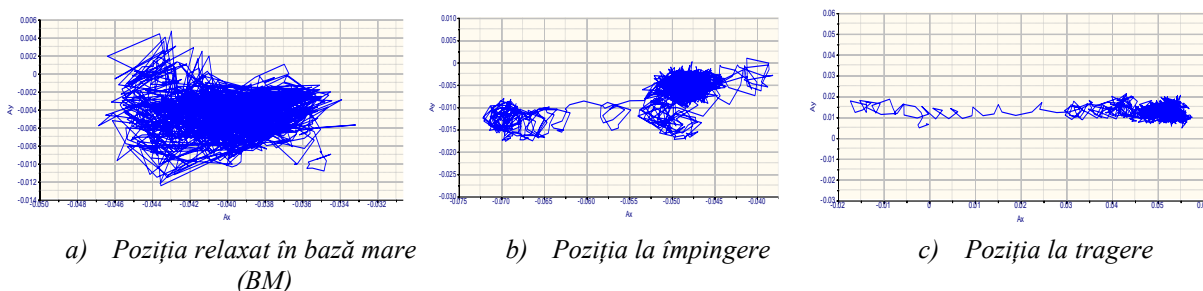 0.006
0.004
0.002
0
-0.002
-0.004
-0.006
-0.008
-0.010
-0.012
-0.014
Ay
-0.050 -0.048 -0.046 -0.044 -0.042 -0.040 -0.038 -0.036 -0.034 -0.032
Ax
a) Poziția relaxat în bază mare
(BM)
0.010
0.005
0
-0.005
-0.010
-0.015
-0.020
-0.025
-0.030
Ay
-0.075 -0.070 -0.065 -0.060 -0.055 -0.050 -0.045 -0.040
Ax
b) Poziția la împingere
0.06
0.05
0.04
0.03
0.02
0.01
0
-0.01
-0.02
-0.03
Ay
-0.02 -0.01 0 0.01 0.02 0.03 0.04 0.05 0.06
Ax
c) Poziția la tragere